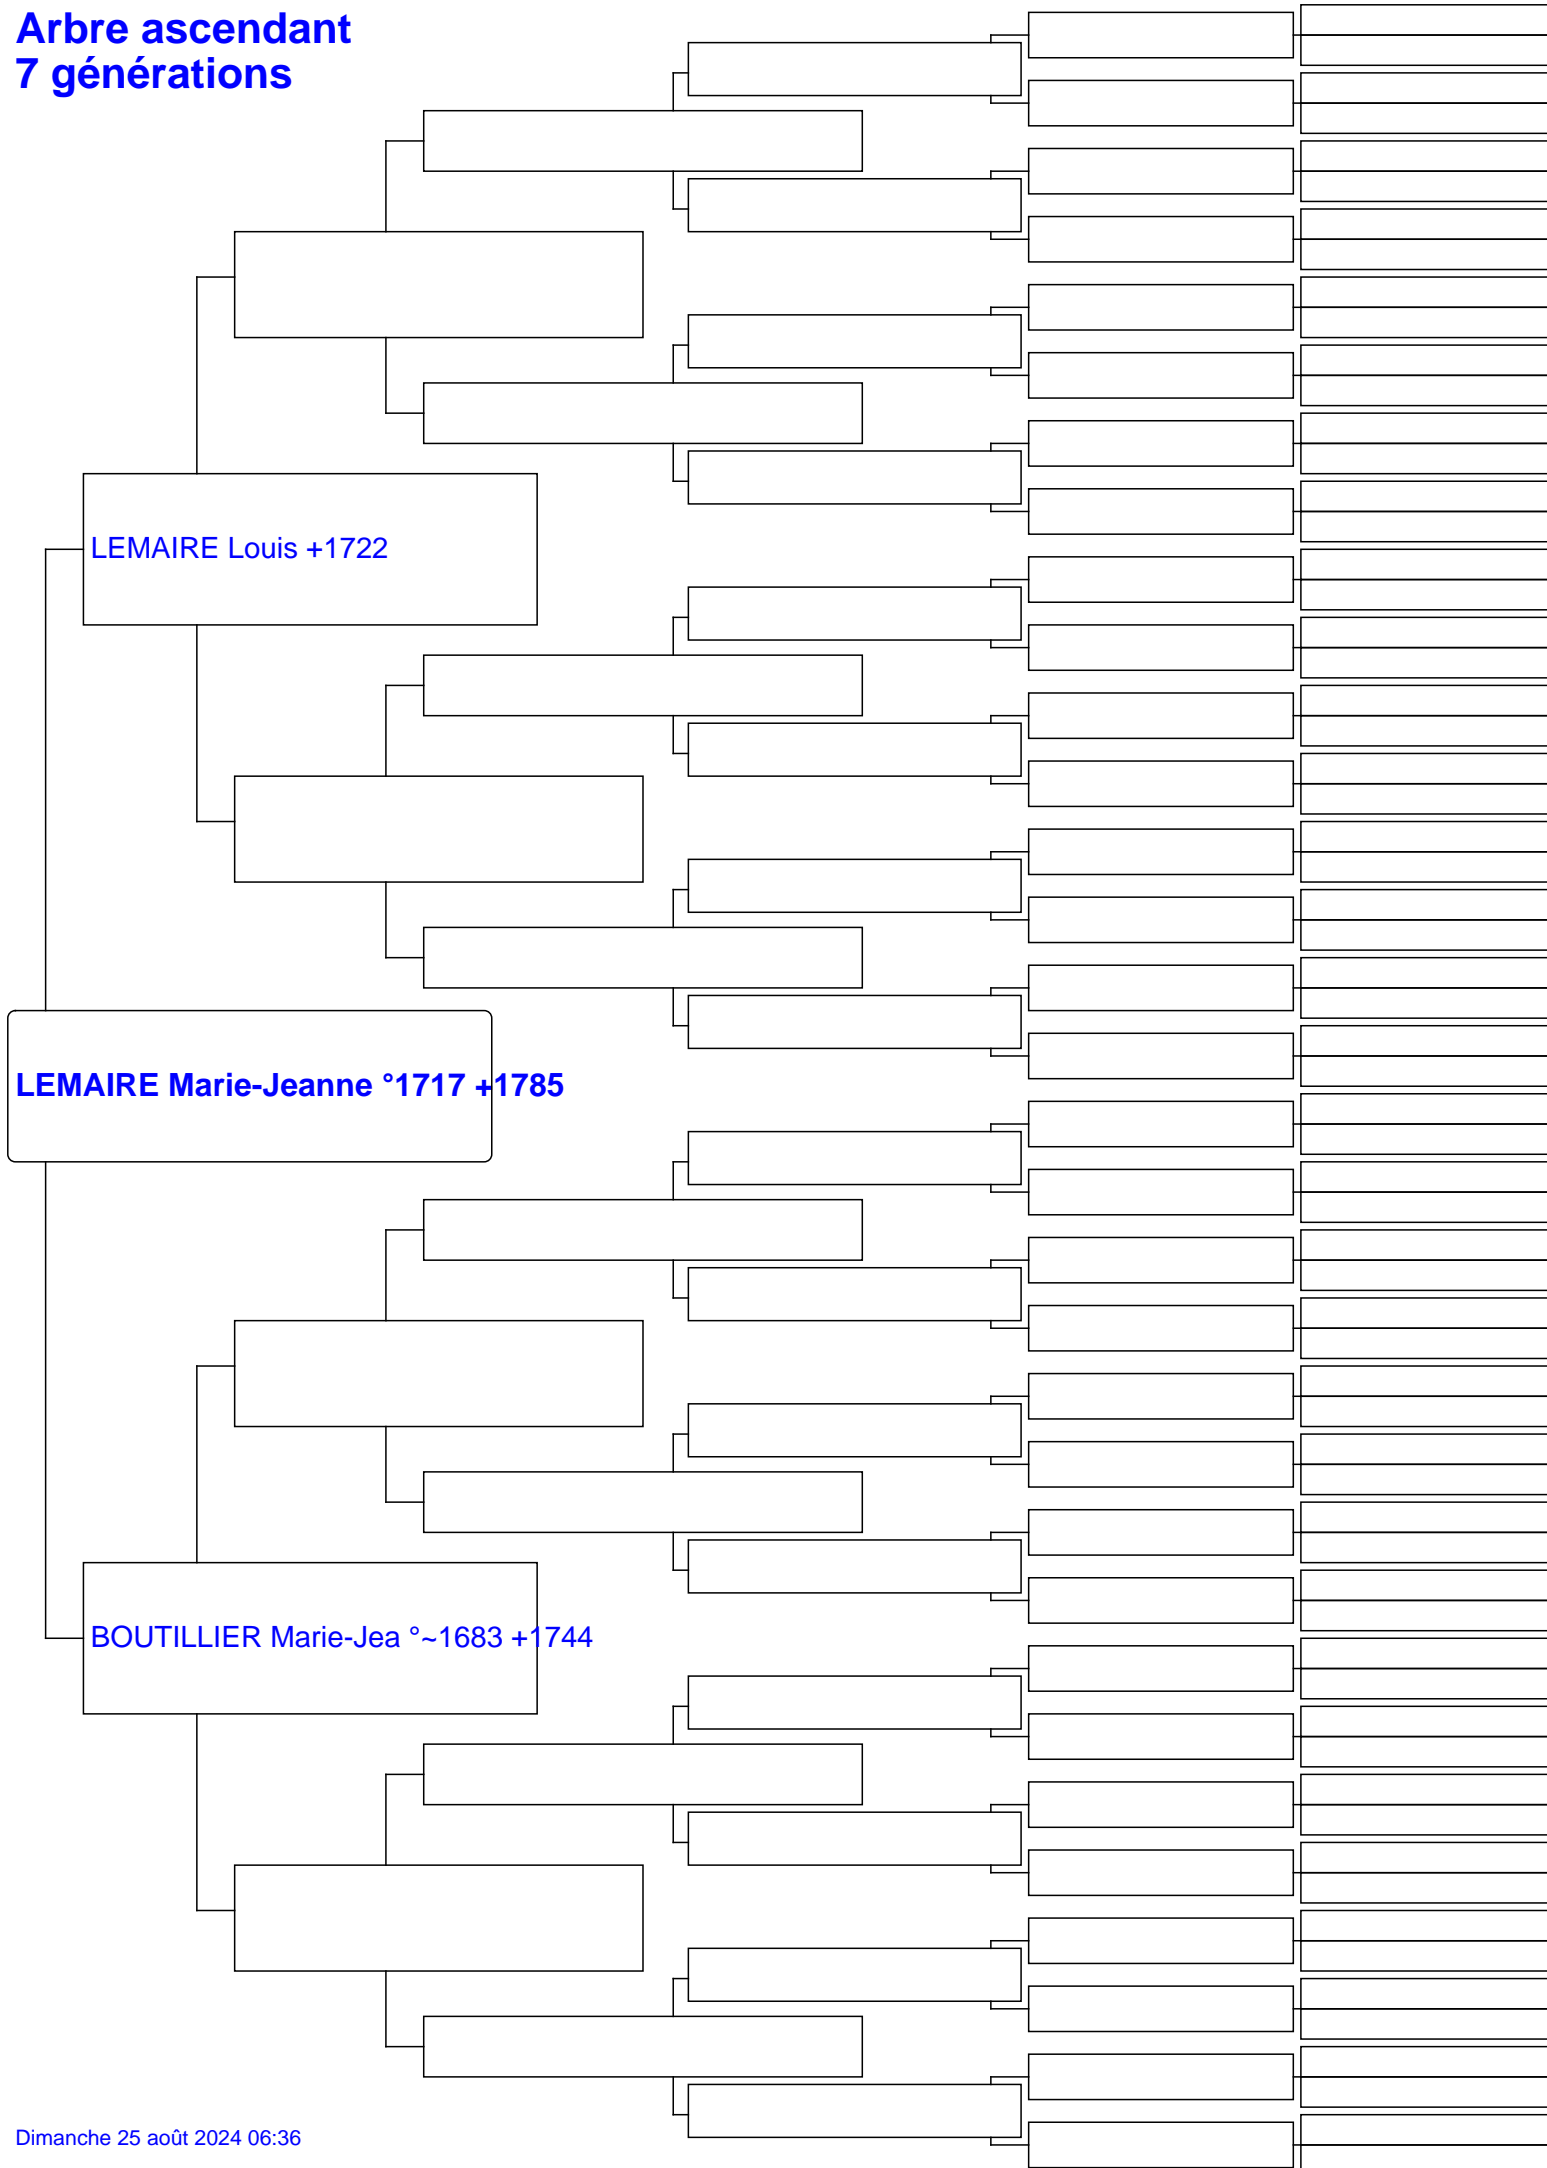 Arbre ascendant
7 générations
LEMAIRE Louis +1722
LEMAIRE Marie-Jeanne °1717 +1785
BOUTILLIER Marie-Jea °~1683 +1744
Dimanche 25 août 2024 06:36